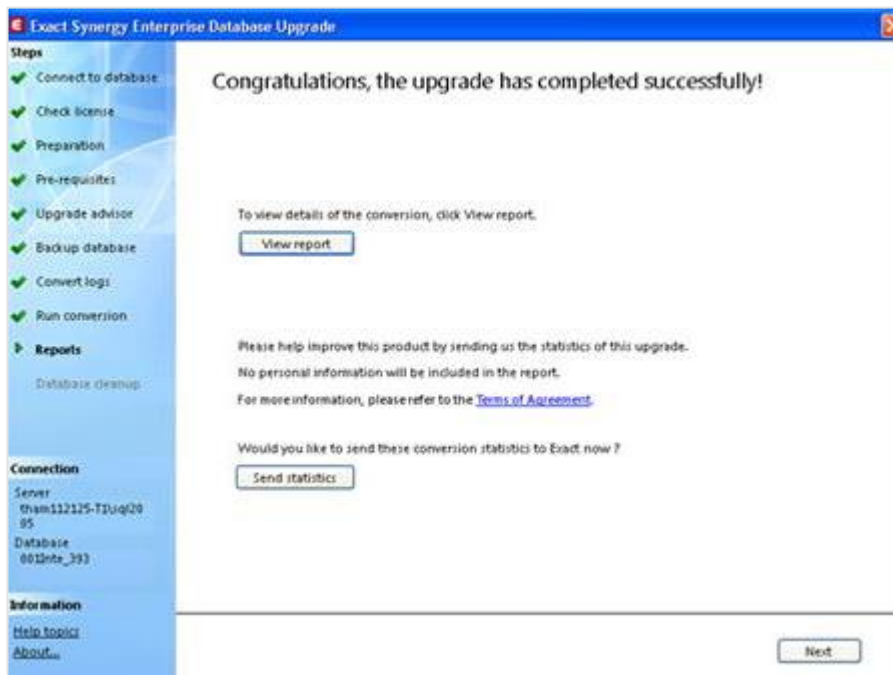 Exact Synergy Enterprise Database Upgrade
Steps
Connect to database
Check license
Preparation
Pre-requisites
Upgrade advisor
Backup database
Convert logs
Run conversion
Reports
Database cleanup
Connection
Server
Database
Information
Help topics
About...
Congratulations, the upgrade has completed successfully!
To view details of the conversion, click View report.
View report
Please help improve this product by sending us the statistics of this upgrade.
No personal information will be included in the report.
For more information, please refer to the Terms of Agreement.
Would you like to send these conversion statistics to Exact now ?
Send statistics
Next